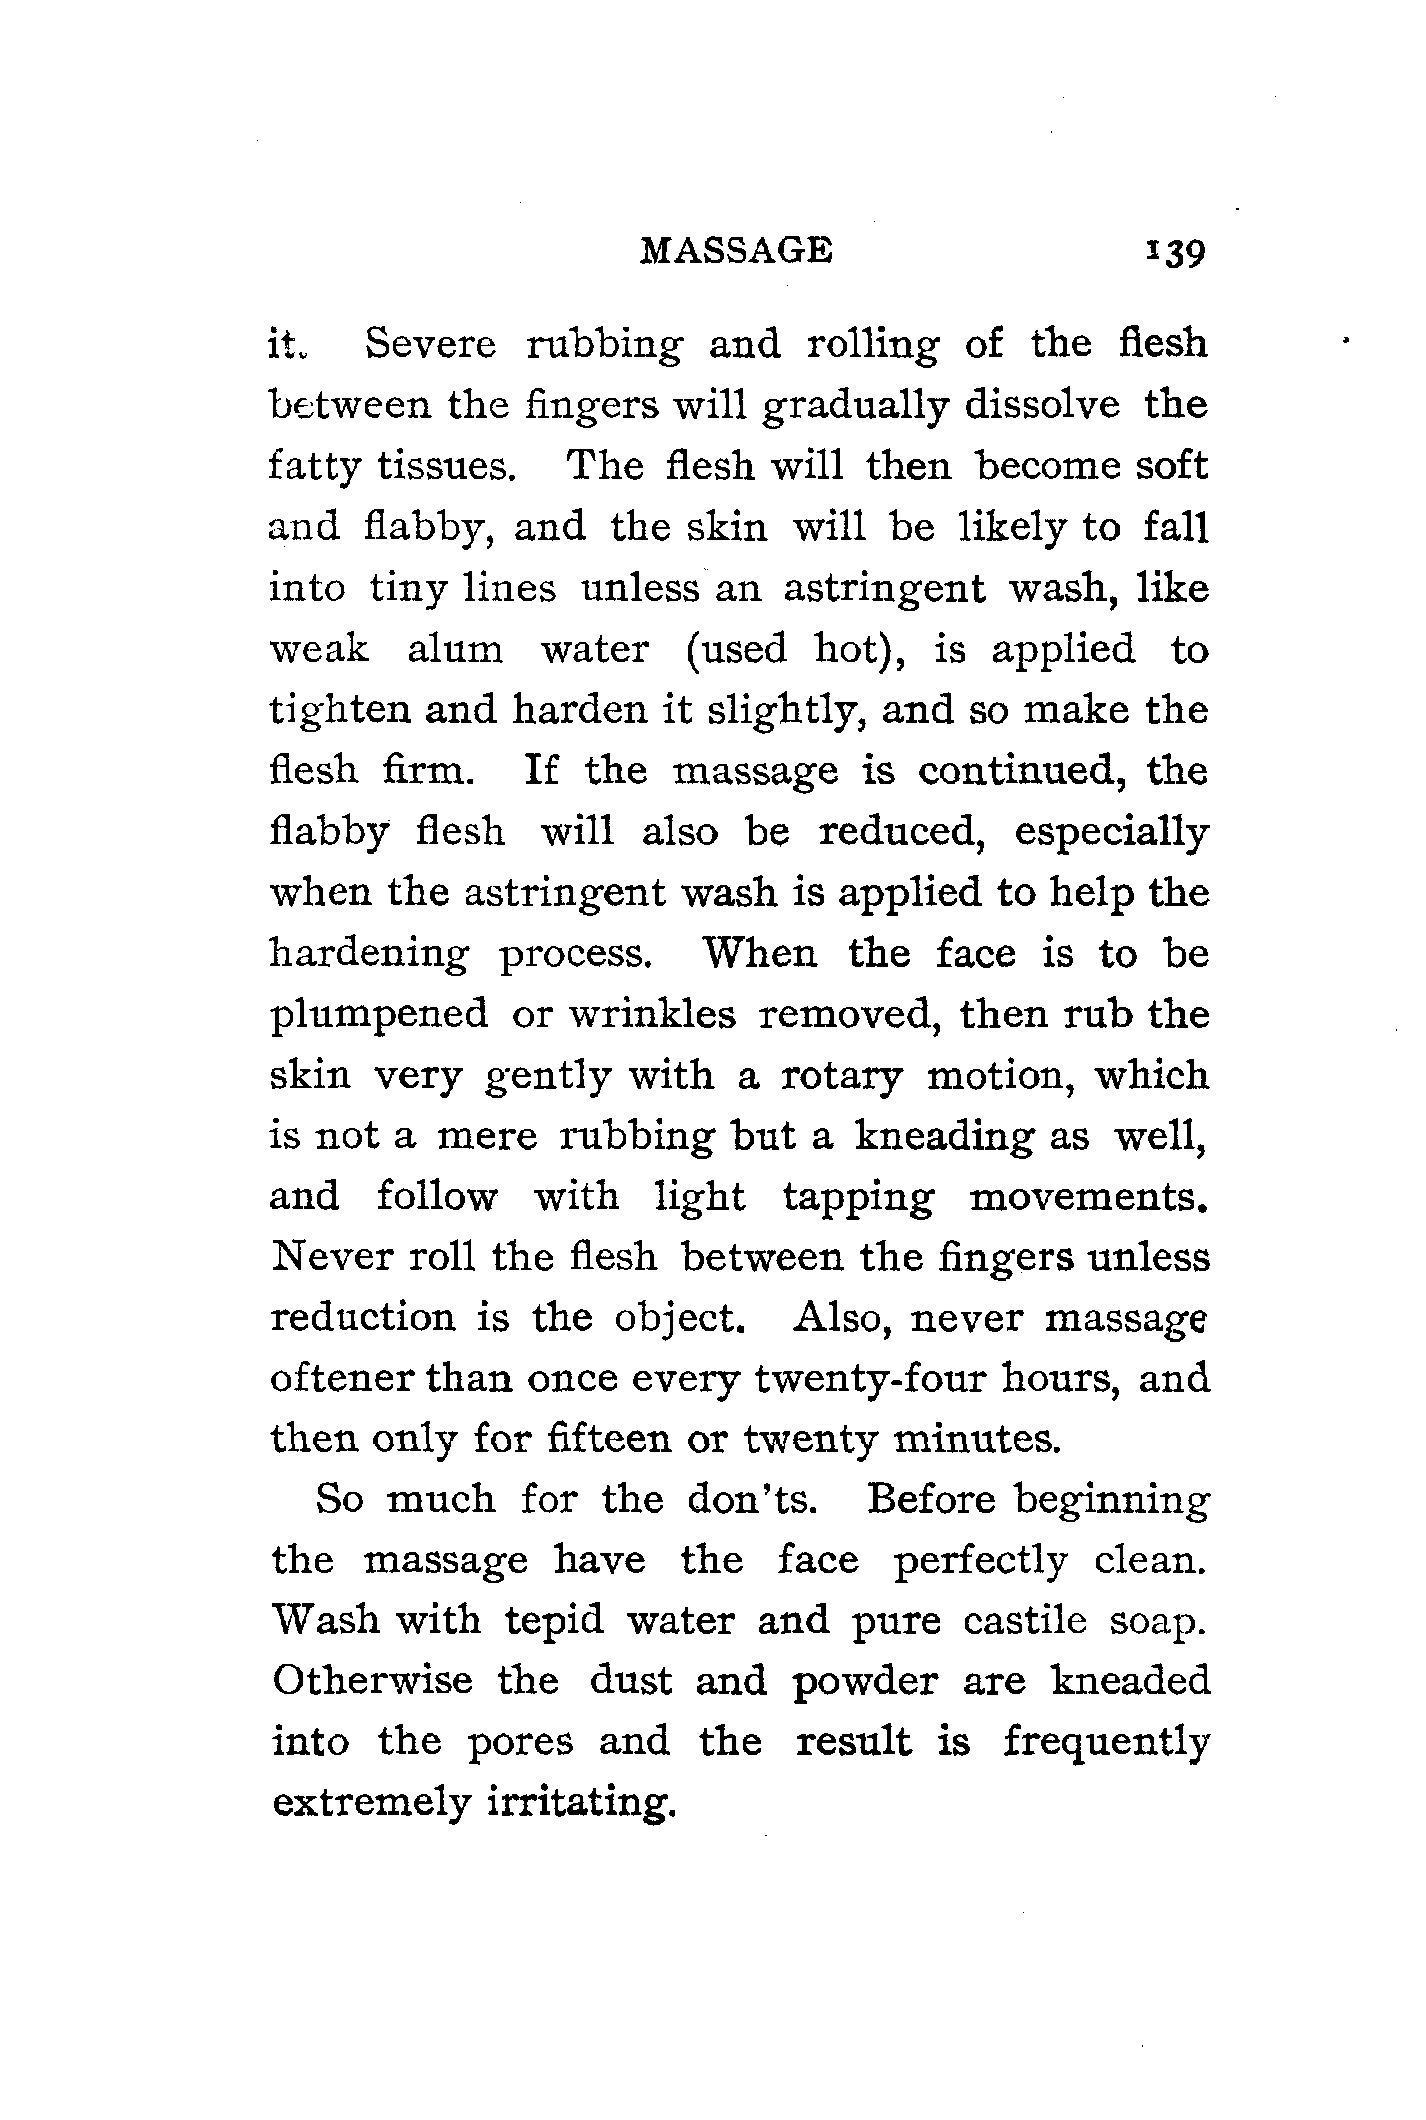 MASSAGE 139
it. Severe rubbing and rolling of the flesh
between the fingers will gradually dissolve the
fatty tissues. The flesh will then become soft
and flabby, and the skin will be likely to fall
into tiny lines unless an astringent wash, like
weak alum water (used hot), is applied to
tighten and harden it slightly, and so make the
flesh firm. If the massage is continued, the
flabby flesh will also be reduced, especially
when the astringent wash is applied to help the
hardening process. When the face is to be
plumpened or wrinkles removed, then rub the
skin very gently with a rotary motion, which
is not a mere rubbing but a kneading as well,
and follow with light tapping movements.
Never roll the flesh between the fingers unless
reduction is the object. Also, never massage
oftener than once every twenty-four hours, and
then only for fifteen or twenty minutes.
So much for the don'ts. Before beginning
the massage have the face perfectly clean.
Wash with tepid water and pure castile soap.
Otherwise the dust and powder are kneaded
into the pores and the result is frequently
extremely irritating.